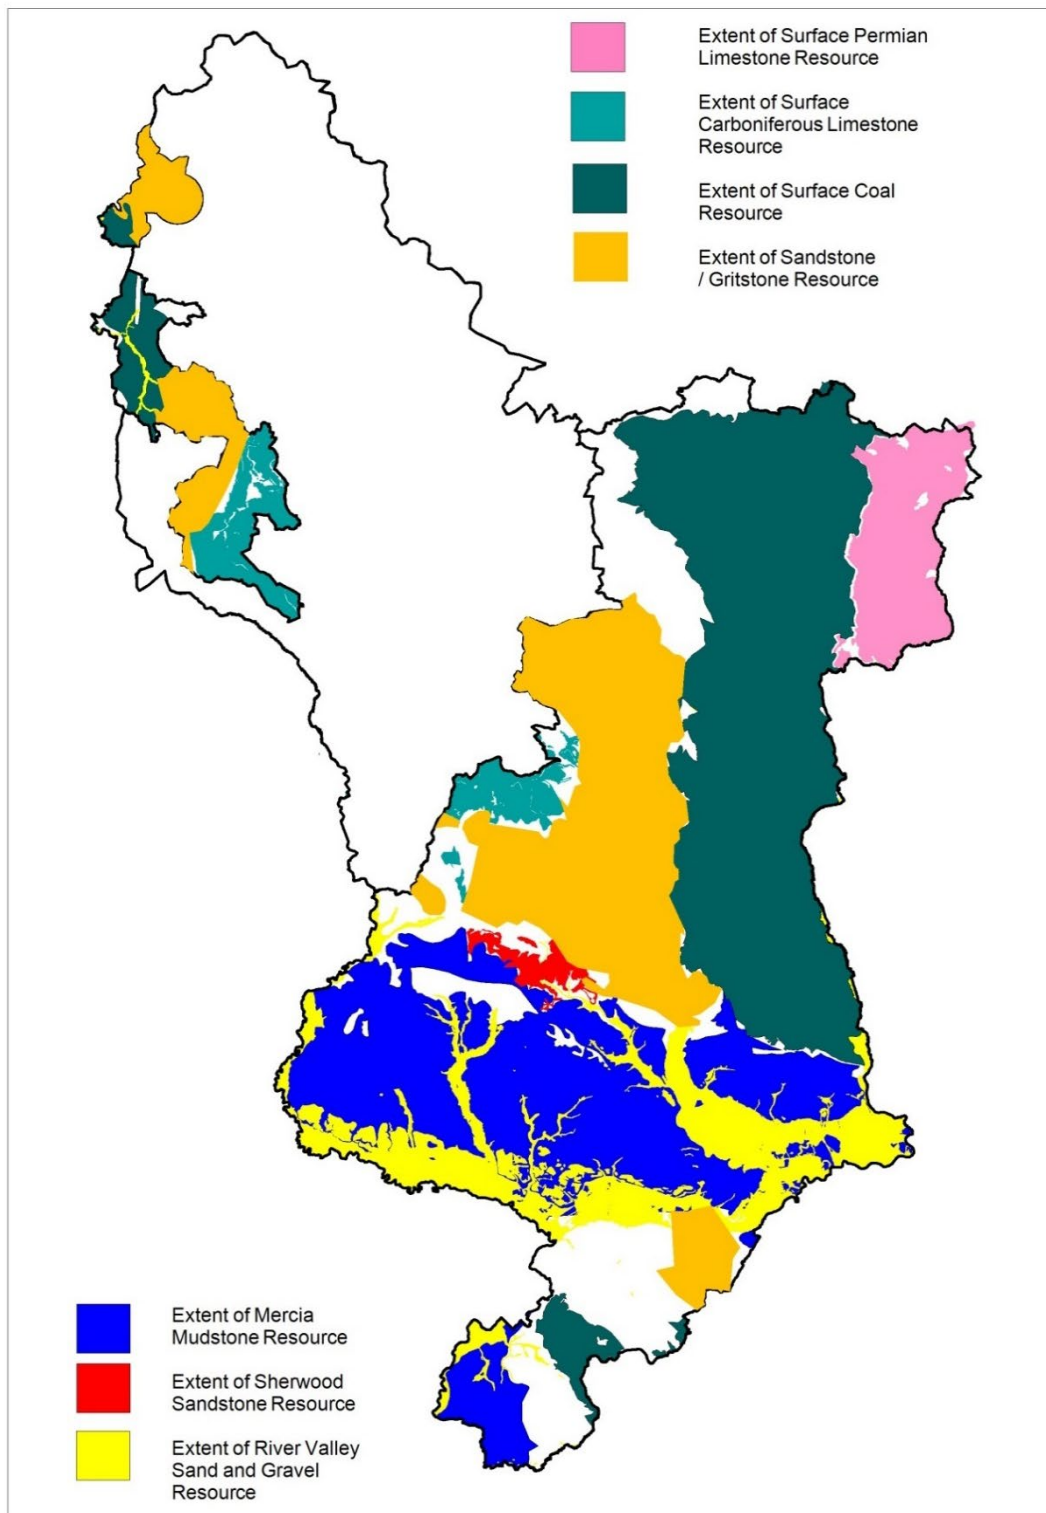 Extent of Surface Permian
Limestone Resource
Extent of Surface
Carboniferous Limestone
Resource
Extent of Surface Coal
Resource
Extent of Sandstone
/ Gritstone Resource
Extent of Mercia
Mudstone Resource
Extent of Sherwood
Sandstone Resource
Extent of River Valley
Sand and Gravel
Resource